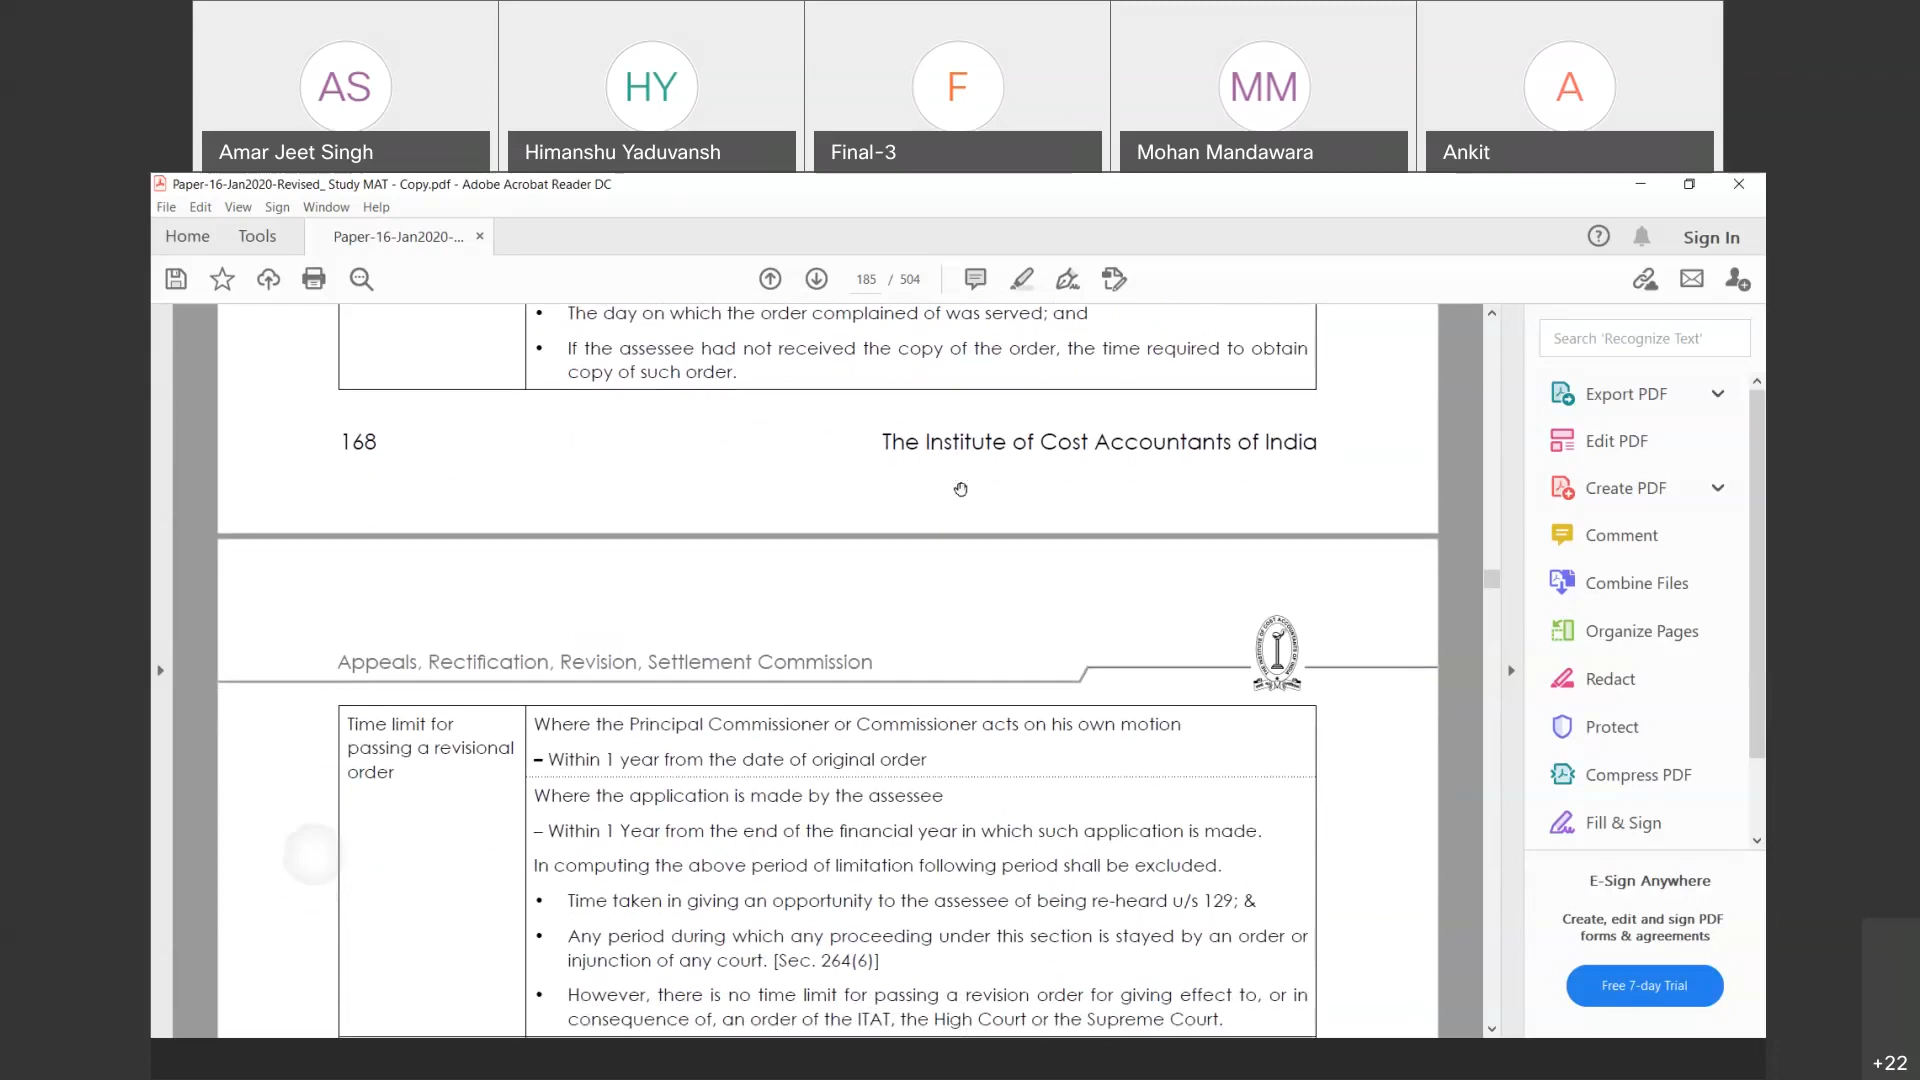 AS
HY
F
MM
A
Amar Jeet Singh
Himanshu Yaduvansh
Final-3
Mohan Mandawara
Ankit
Paper-16-Jan2020-Revised_ Study MAT - Copy.pdf - Adobe Acrobat Reader DC
File Edit View Sign Window Help
Home Tools Paper-16-Jan2020-... × Sign In
185 / 504
• The day on which the order complained of was served; and
• If the assessee had not received the copy of the order, the time required to obtain
copy of such order.
168 The Institute of Cost Accountants of India
Appeals, Rectification, Revision, Settlement Commission
Time limit for
passing a revisional
order
Where the Principal Commissioner or Commissioner acts on his own motion
– Within 1 year from the date of original order
Where the application is made by the assessee
– Within 1 Year from the end of the financial year in which such application is made.
In computing the above period of limitation following period shall be excluded.
• Time taken in giving an opportunity to the assessee of being re-heard u/s 129; &
• Any period during which any proceeding under this section is stayed by an order or
injunction of any court. [Sec. 264(6)]
• However, there is no time limit for passing a revision order for giving effect to, or in
consequence of, an order of the ITAT, the High Court or the Supreme Court.
Search 'Recognize Text'
Export PDF
Edit PDF
Create PDF
Comment
Combine Files
Organize Pages
Redact
Protect
Compress PDF
Fill & Sign
E-Sign Anywhere
Create, edit and sign PDF
forms & agreements
Free 7-day Trial
+22